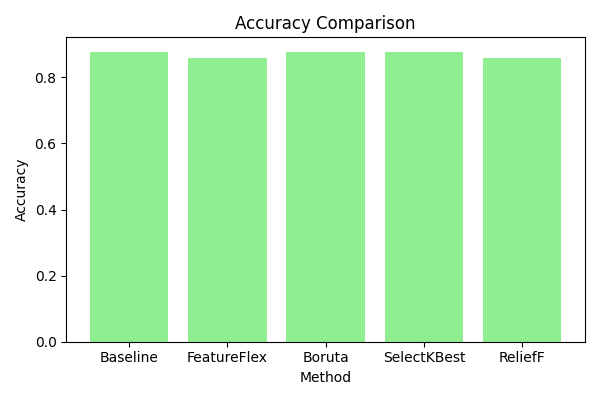 Accuracy Comparison
Accuracy
0.8
0.6
0.4
0.2
0.0
Baseline FeatureFlex Boruta SelectKBest ReliefF
Method